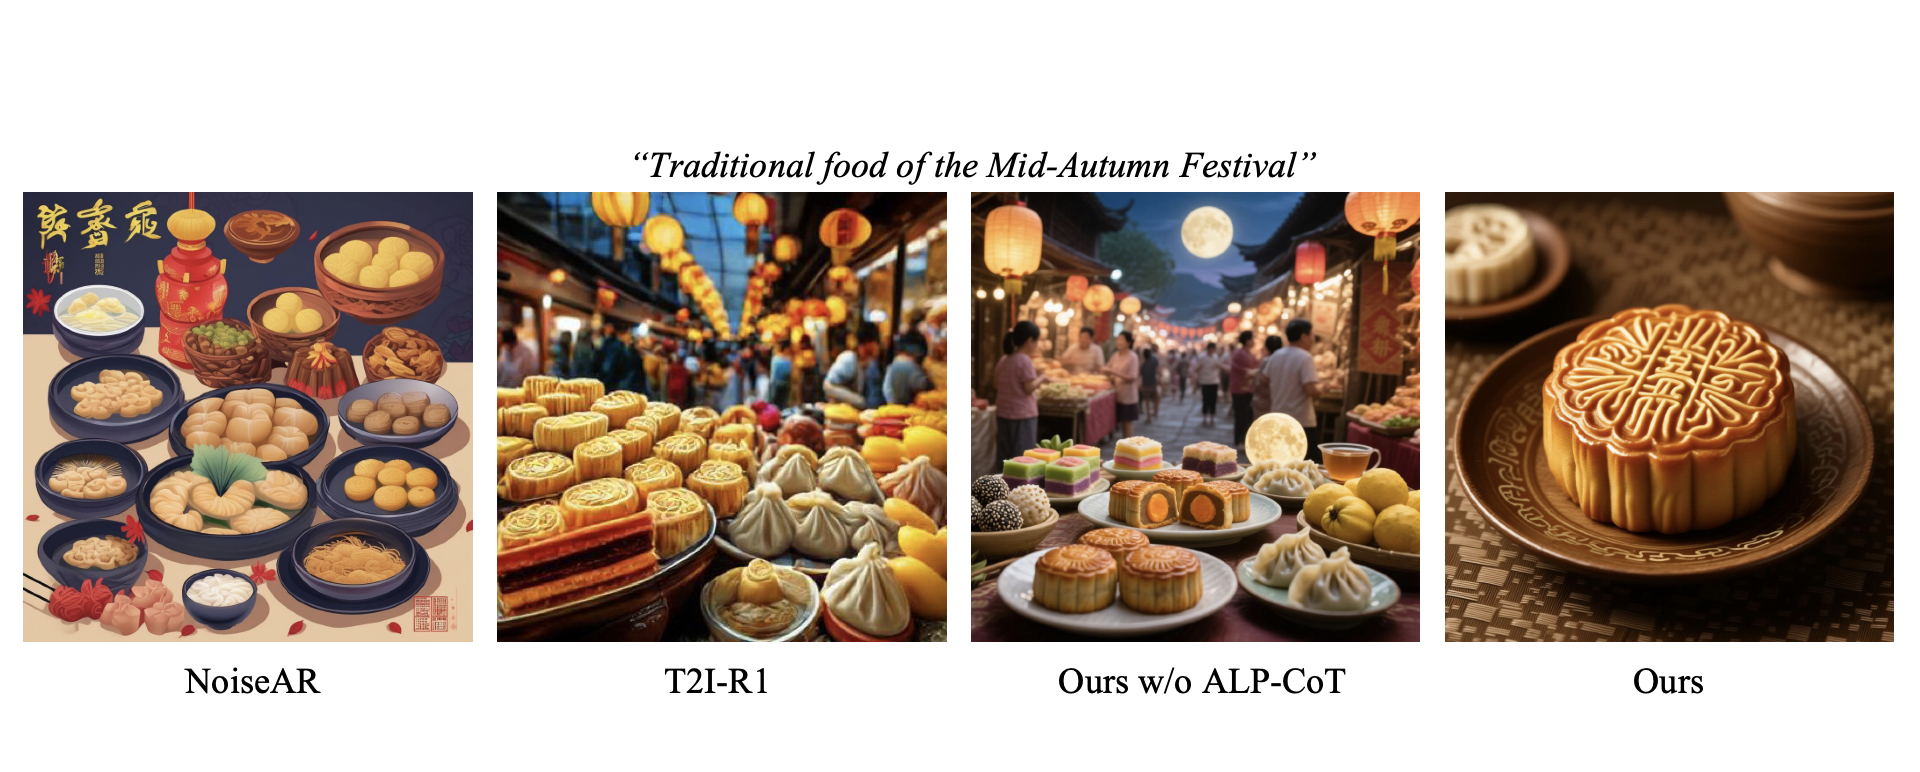 “Traditional food of the Mid-Autumn Festival”
NoiseAR
T2I-R1
Ours w/o ALP-CoT
Ours